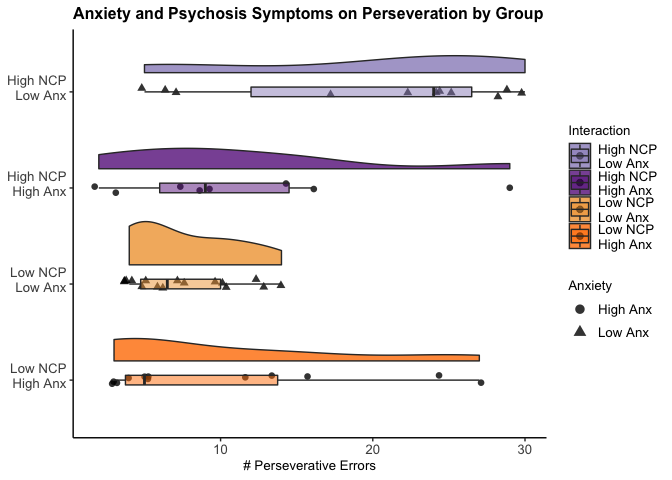 Anxiety and Psychosis Symptoms on Perseveration by Group
High NCP
Low Anx
High NCP
High Anx
Low NCP
Low Anx
Low NCP
High Anx
10
20
30
# Perseverative Errors
Interaction
High NCP
Low Anx
High NCP
High Anx
Low NCP
Low Anx
Low NCP
High Anx
Anxiety
High Anx
Low Anx